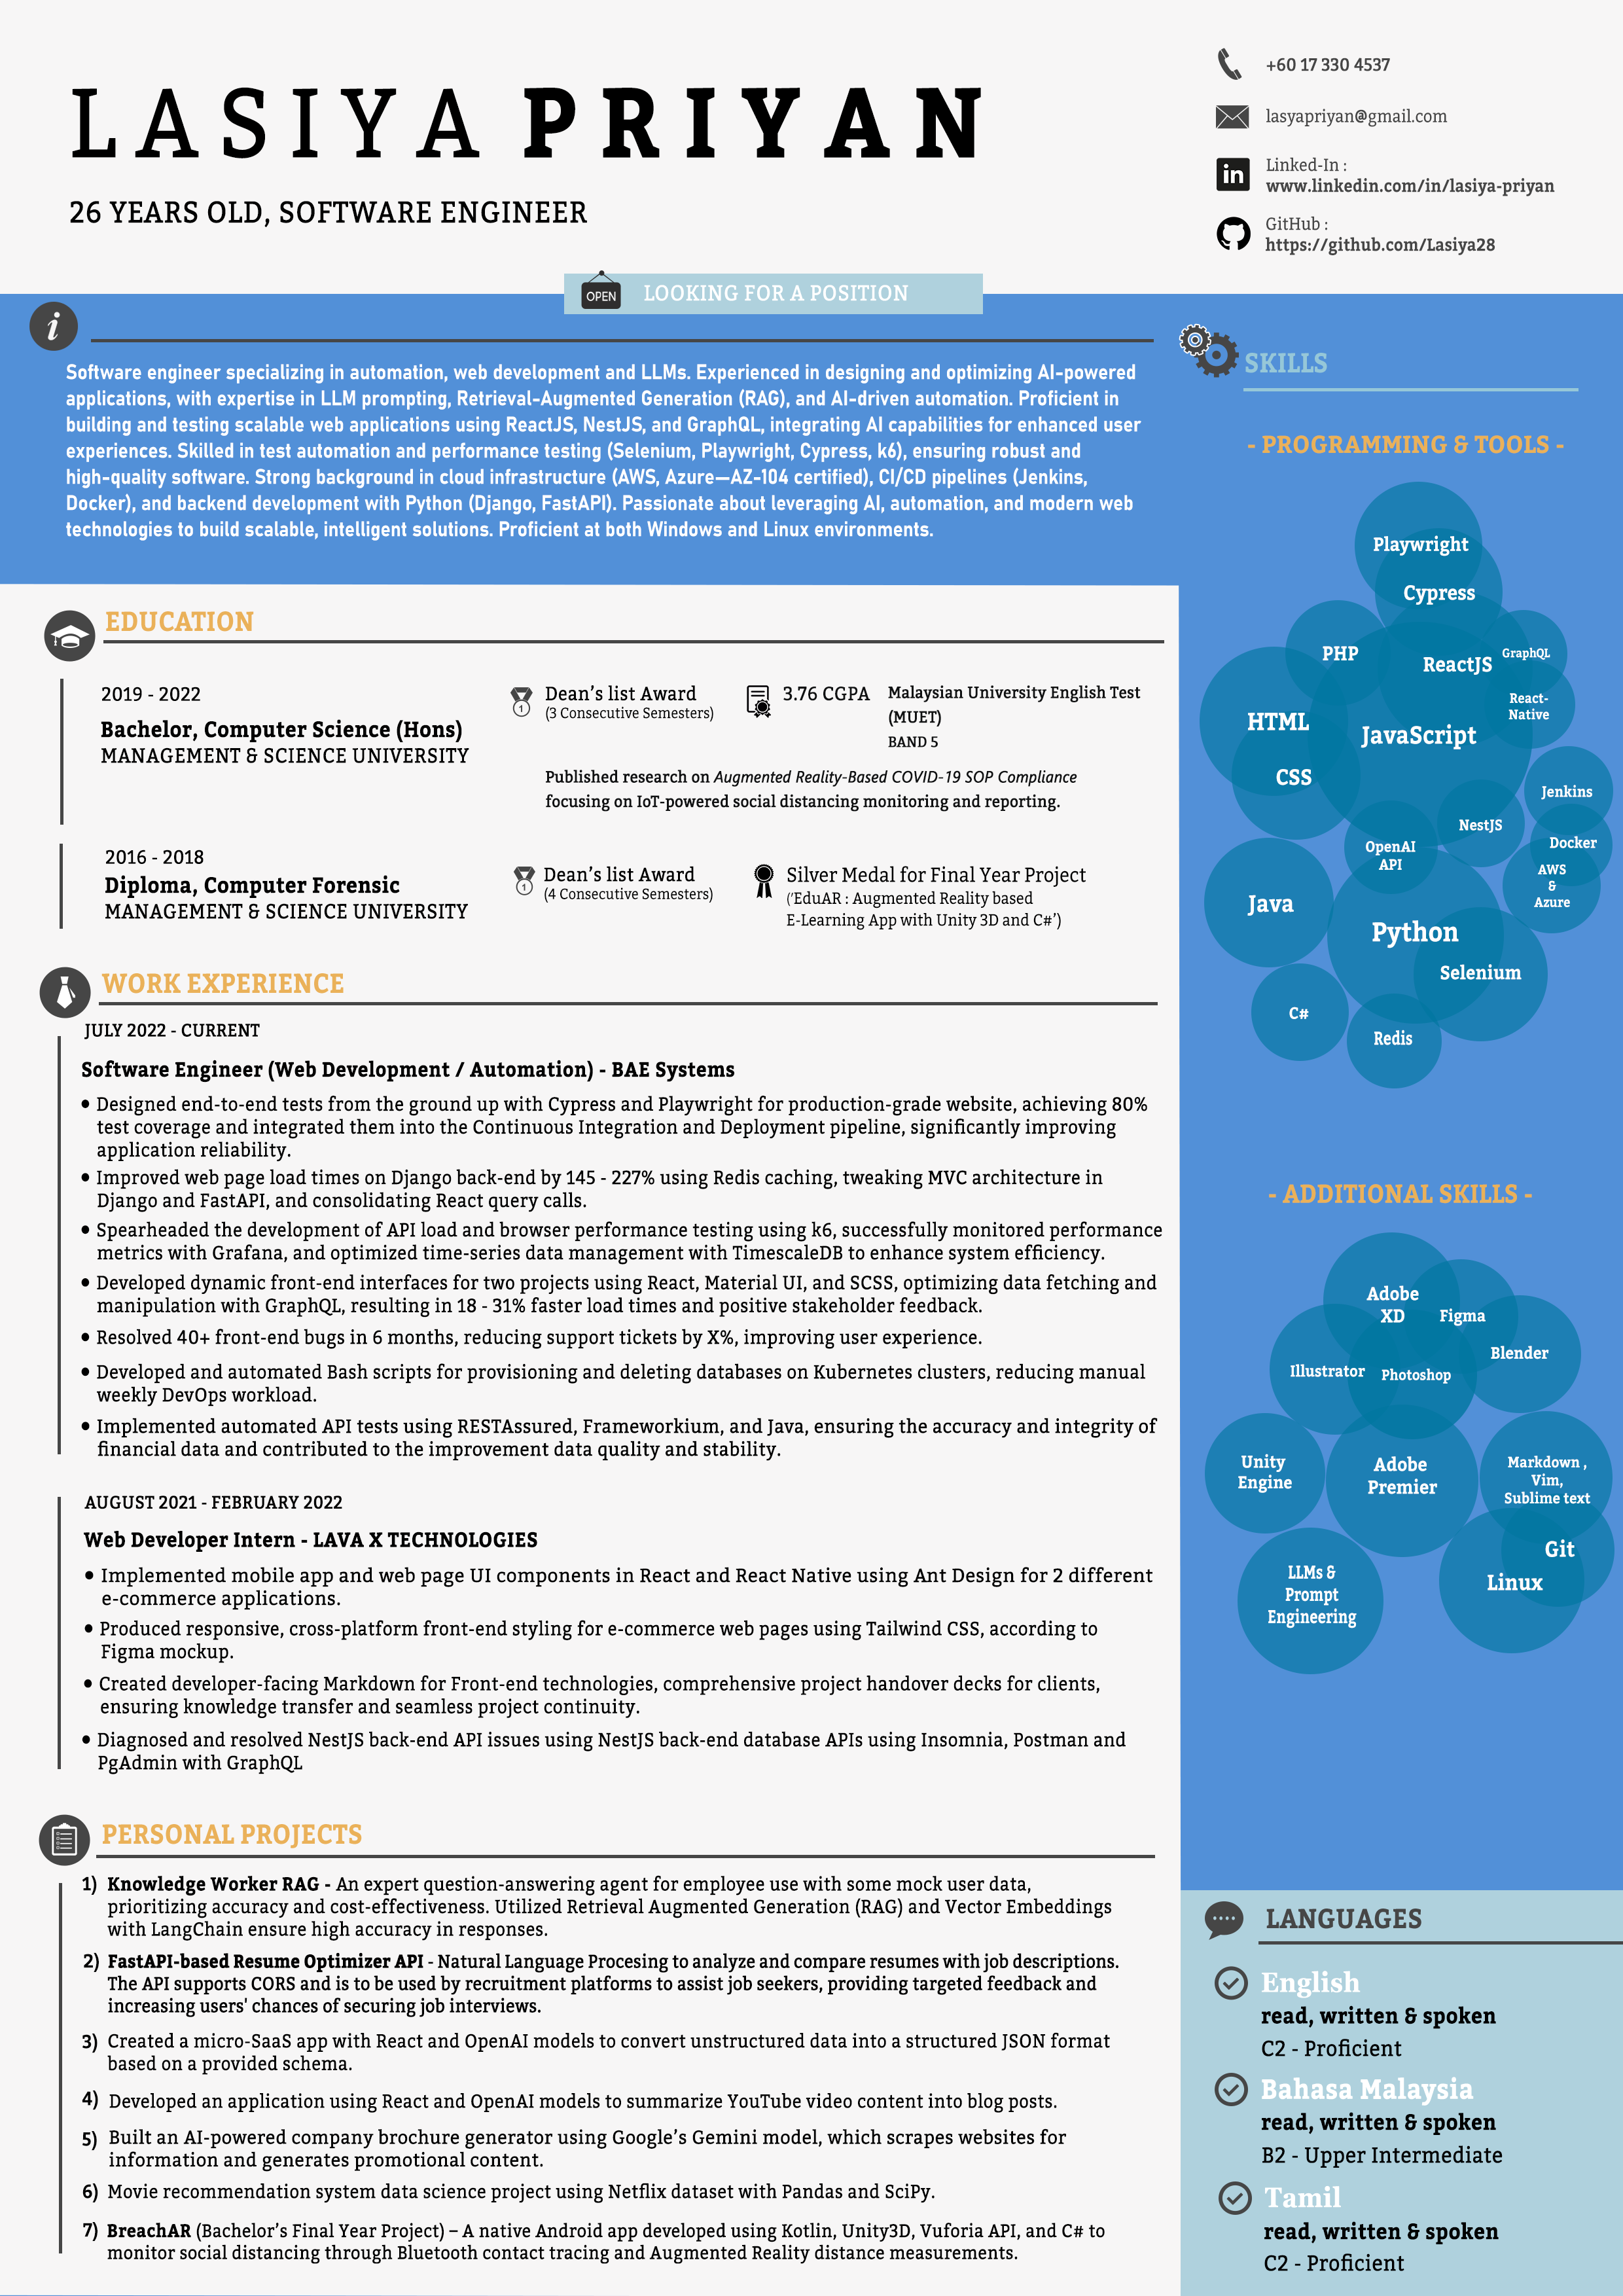 LASIYA PRIYAN
26 YEARS OLD, SOFTWARE ENGINEER
+60 17 330 4537
lasyapriyan@gmail.com
Linked-In :
www.linkedin.com/in/lasiya-priyan
GitHub :
https://github.com/Lasiya28
OPEN
LOOKING FOR A POSITION
Software engineer specializing in automation, web development and LLMs. Experienced in designing and optimizing AI-powered
applications, with expertise in LLM prompting, Retrieval-Augmented Generation (RAG), and AI-driven automation. Proficient in
building and testing scalable web applications using ReactJS, NestJS, and GraphQL, integrating AI capabilities for enhanced user
experiences. Skilled in test automation and performance testing (Selenium, Playwright, Cypress, k6), ensuring robust and
high-quality software. Strong background in cloud infrastructure (AWS, Azure—AZ-104 certified), CI/CD pipelines (Jenkins,
Docker), and backend development with Python (Django, FastAPI). Passionate about leveraging AI, automation, and modern web
technologies to build scalable, intelligent solutions. Proficient at both Windows and Linux environments.
EDUCATION
2019 - 2022
Bachelor, Computer Science (Hons)
MANAGEMENT & SCIENCE UNIVERSITY
1
Dean's list Award
(3 Consecutive Semesters)
3.76 CGPA
Malaysian University English Test
(MUET)
BAND 5
Published research on Augmented Reality-Based COVID-19 SOP Compliance
focusing on IoT-powered social distancing monitoring and reporting.
2016 - 2018
Diploma, Computer Forensic
MANAGEMENT & SCIENCE UNIVERSITY
1
Dean's list Award
(4 Consecutive Semesters)
Silver Medal for Final Year Project
('EduAR : Augmented Reality based
E-Learning App with Unity 3D and C#')
WORK EXPERIENCE
JULY 2022 - CURRENT
Software Engineer (Web Development / Automation) - BAE Systems
• Designed end-to-end tests from the ground up with Cypress and Playwright for production-grade website, achieving 80%
test coverage and integrated them into the Continuous Integration and Deployment pipeline, significantly improving
application reliability.
• Improved web page load times on Django back-end by 145 - 227% using Redis caching, tweaking MVC architecture in
Django and FastAPI, and consolidating React query calls.
• Spearheaded the development of API load and browser performance testing using k6, successfully monitored performance
metrics with Grafana, and optimized time-series data management with TimescaleDB to enhance system efficiency.
• Developed dynamic front-end interfaces for two projects using React, Material UI, and SCSS, optimizing data fetching and
manipulation with GraphQL, resulting in 18 - 31% faster load times and positive stakeholder feedback.
• Resolved 40+ front-end bugs in 6 months, reducing support tickets by X%, improving user experience.
• Developed and automated Bash scripts for provisioning and deleting databases on Kubernetes clusters, reducing manual
weekly DevOps workload.
• Implemented automated API tests using RESTAssured, Frameworkium, and Java, ensuring the accuracy and integrity of
financial data and contributed to the improvement data quality and stability.
AUGUST 2021 - FEBRUARY 2022
Web Developer Intern - LAVA X TECHNOLOGIES
• Implemented mobile app and web page UI components in React and React Native using Ant Design for 2 different
e-commerce applications.
• Produced responsive, cross-platform front-end styling for e-commerce web pages using Tailwind CSS, according to
Figma mockup.
• Created developer-facing Markdown for Front-end technologies, comprehensive project handover decks for clients,
ensuring knowledge transfer and seamless project continuity.
• Diagnosed and resolved NestJS back-end API issues using NestJS back-end database APIs using Insomnia, Postman and
PgAdmin with GraphQL
PERSONAL PROJECTS
1) Knowledge Worker RAG - An expert question-answering agent for employee use with some mock user data,
prioritizing accuracy and cost-effectiveness. Utilized Retrieval Augmented Generation (RAG) and Vector Embeddings
with LangChain ensure high accuracy in responses.
2) FastAPI-based Resume Optimizer API - Natural Language Procesing to analyze and compare resumes with job descriptions.
The API supports CORS and is to be used by recruitment platforms to assist job seekers, providing targeted feedback and
increasing users' chances of securing job interviews.
3) Created a micro-SaaS app with React and OpenAI models to convert unstructured data into a structured JSON format
based on a provided schema.
4) Developed an application using React and OpenAI models to summarize YouTube video content into blog posts.
5) Built an AI-powered company brochure generator using Google's Gemini model, which scrapes websites for
information and generates promotional content.
6) Movie recommendation system data science project using Netflix dataset with Pandas and SciPy.
7) BreachAR (Bachelor's Final Year Project) – A native Android app developed using Kotlin, Unity3D, Vuforia API, and C# to
monitor social distancing through Bluetooth contact tracing and Augmented Reality distance measurements.
SKILLS
- PROGRAMMING & TOOLS -
Playwright
Cypress
PHP
ReactJS
GraphQL
React-
Native
HTML
JavaScript
CSS
Jenkins
NestJS
Docker
OpenAI
API
AWS
&
Azure
Java
Python
Selenium
C#
Redis
- ADDITIONAL SKILLS -
Adobe
XD
Figma
Blender
Illustrator
Photoshop
Unity
Engine
Adobe
Premier
Markdown ,
Vim,
Sublime text
Git
Linux
LLMs &
Prompt
Engineering
LANGUAGES
English
read, written & spoken
C2 - Proficient
Bahasa Malaysia
read, written & spoken
B2 - Upper Intermediate
Tamil
read, written & spoken
C2 - Proficient